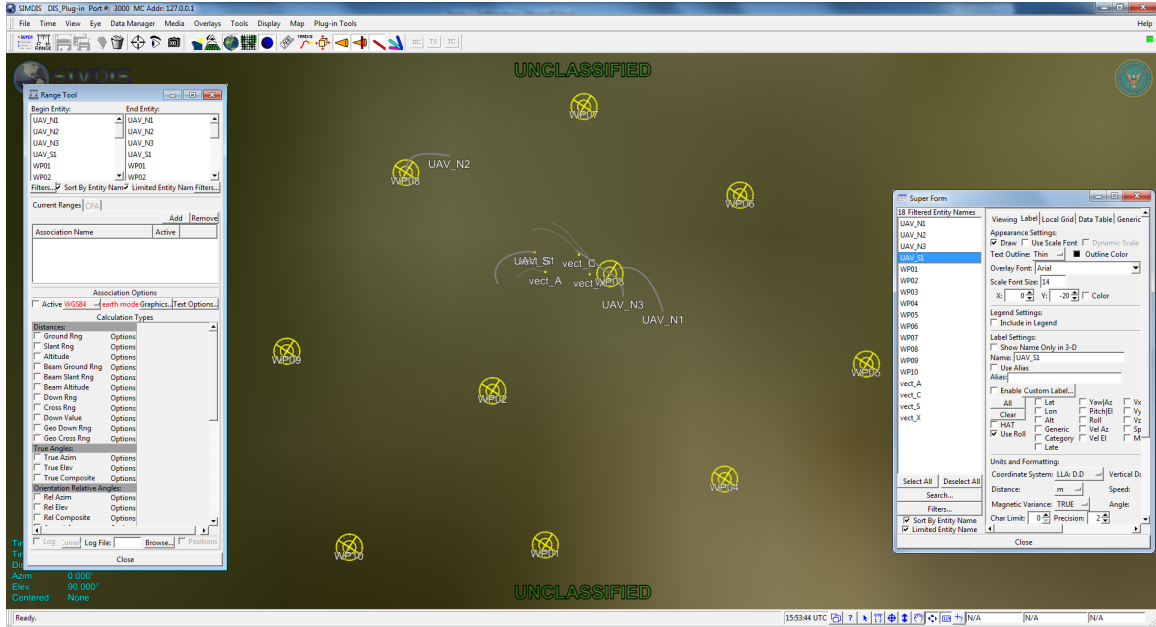 SIMDIS DIS_Plug-in Port #: 3000 MC Addr: 127.0.0.1
File Time View Eye Data Manager Media Overlays Tools Display Map Plug-in Tools Help
SUPER
RANGE
UNCLASSIFIED
SIMDIS
Range Tool
Begin Entity: End Entity:
UAV_N1 UAV_N1
UAV_N2 UAV_N2
UAV_N3 UAV_N3
UAV_S1 UAV_S1
WP01 WP01
WP02 WP02
Filters... Sort By Entity Nam Limited Entity Nam Filters...
Current Ranges CPA
Add Remove
Association Name Active
Association Options
Active WGS84 earth mode Graphics... Text Options...
Calculation Types
Distances:
Ground Rng Options
Slant Rng Options
Altitude Options
Beam Ground Rng Options
Beam Slant Rng Options
Beam Altitude Options
Down Rng Options
Cross Rng Options
Down Value Options
Geo Down Rng Options
Geo Cross Rng Options
True Angles:
True Azim Options
True Elev Options
True Composite Options
Orientation Relative Angles:
Rel Azim Options
Rel Elev Options
Rel Composite Options
Log Log File: Browse... Positions
Close
Azim 0 000°
Elev: 90 000°
Centered: None
WP07
UAV_N2
WP08
WP06
UAV_S1
vect_C
vect_A
WP03
UAV_N3
UAV_N1
WP09
WP05
WP02
WP04
WP10
WP01
UNCLASSIFIED
Super Form
18 Filtered Entity Names
UAV_N1
UAV_N2
UAV_N3
UAV_S1
WP01
WP02
WP03
WP04
WP05
WP06
WP07
WP08
WP09
WP10
vect_A
vect_C
vect_S
vect_X
Select All Deselect All
Search...
Filters...
Sort By Entity Name
Limited Entity Name
Viewing Label Local Grid Data Table Generic
Appearance Settings:
Draw Use Scale Font Dynamic Scale
Text Outline: Thin Outline Color
Overlay Font: Arial
Scale Font Size: 14
X: 0 Y: -20 Color
Legend Settings:
Include in Legend
Label Settings:
Show Name Only in 3-D
Name: UAV_S1
Use Alias
Alias:
Enable Custom Label...
All Lat Yaw|Az Vx
Clear Lon Pitch|El Vy
HAT Alt Roll Vz
Use Roll Generic Vel Az Sp
Category Vel El M
Late
Units and Formatting:
Coordinate System: LLA: D.D Vertical Da
Distance: m Speed:
Magnetic Variance: TRUE Angle:
Char Limit: 0 Precision: 2
Close
Ready. 15:53:44 UTC N/A N/A N/A